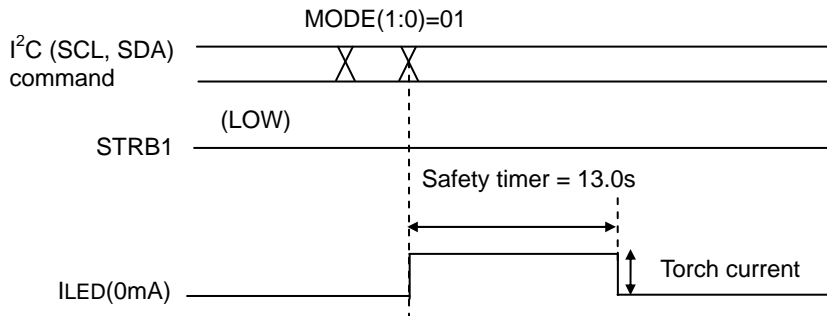 MODE(1:0)=01
I²C (SCL, SDA)
command
(LOW)
STRB1
Safety timer = 13.0s
Torch current
ILED(0mA)